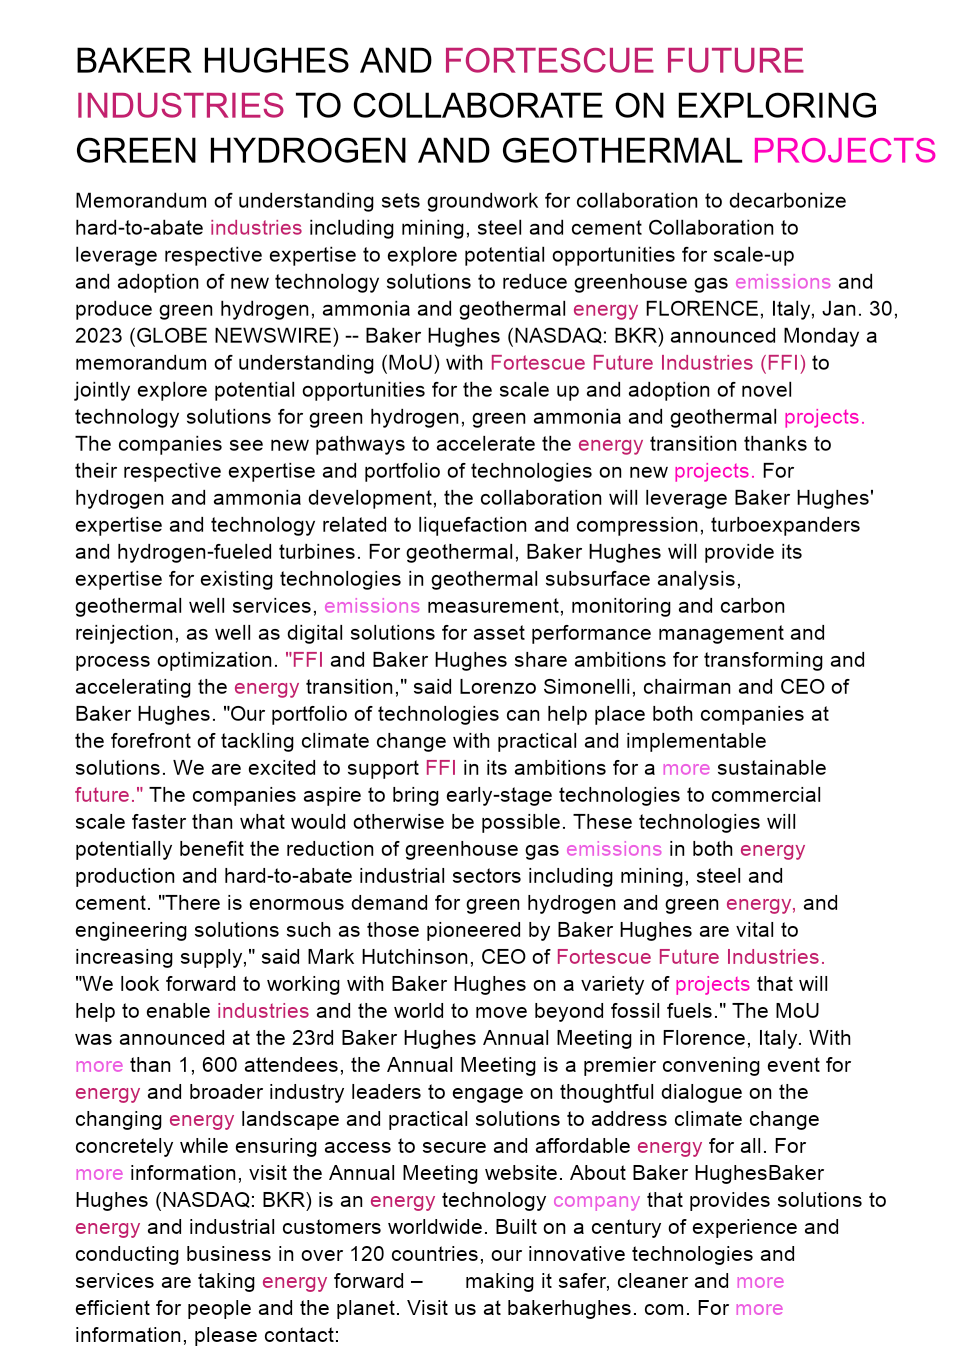 BAKER HUGHES AND FORTESCUE FUTURE
INDUSTRIES TO COLLABORATE ON EXPLORING
GREEN HYDROGEN AND GEOTHERMAL PROJECTS
Memorandum of understanding sets groundwork for collaboration to decarbonize
hard-to-abate industries including mining, steel and cement Collaboration to
leverage respective expertise to explore potential opportunities for scale-up
and adoption of new technology solutions to reduce greenhouse gas emissions and
produce green hydrogen, ammonia and geothermal energy FLORENCE, Italy, Jan. 30,
2023 (GLOBE NEWSWIRE) -- Baker Hughes (NASDAQ: BKR) announced Monday a
memorandum of understanding (MoU) with Fortescue Future Industries (FFI) to
jointly explore potential opportunities for the scale up and adoption of novel
technology solutions for green hydrogen, green ammonia and geothermal projects.
The companies see new pathways to accelerate the energy transition thanks to
their respective expertise and portfolio of technologies on new projects. For
hydrogen and ammonia development, the collaboration will leverage Baker Hughes'
expertise and technology related to liquefaction and compression, turboexpanders
and hydrogen-fueled turbines. For geothermal, Baker Hughes will provide its
expertise for existing technologies in geothermal subsurface analysis,
geothermal well services, emissions measurement, monitoring and carbon
reinjection, as well as digital solutions for asset performance management and
process optimization. "FFI and Baker Hughes share ambitions for transforming and
accelerating the energy transition," said Lorenzo Simonelli, chairman and CEO of
Baker Hughes. "Our portfolio of technologies can help place both companies at
the forefront of tackling climate change with practical and implementable
solutions. We are excited to support FFI in its ambitions for a more sustainable
future." The companies aspire to bring early-stage technologies to commercial
scale faster than what would otherwise be possible. These technologies will
potentially benefit the reduction of greenhouse gas emissions in both energy
production and hard-to-abate industrial sectors including mining, steel and
cement. "There is enormous demand for green hydrogen and green energy, and
engineering solutions such as those pioneered by Baker Hughes are vital to
increasing supply," said Mark Hutchinson, CEO of Fortescue Future Industries.
"We look forward to working with Baker Hughes on a variety of projects that will
help to enable industries and the world to move beyond fossil fuels." The MoU
was announced at the 23rd Baker Hughes Annual Meeting in Florence, Italy. With
more than 1, 600 attendees, the Annual Meeting is a premier convening event for
energy and broader industry leaders to engage on thoughtful dialogue on the
changing energy landscape and practical solutions to address climate change
concretely while ensuring access to secure and affordable energy for all. For
more information, visit the Annual Meeting website. About Baker HughesBaker
Hughes (NASDAQ: BKR) is an energy technology company that provides solutions to
energy and industrial customers worldwide. Built on a century of experience and
conducting business in over 120 countries, our innovative technologies and
services are taking energy forward – making it safer, cleaner and more
efficient for people and the planet. Visit us at bakerhughes. com. For more
information, please contact: